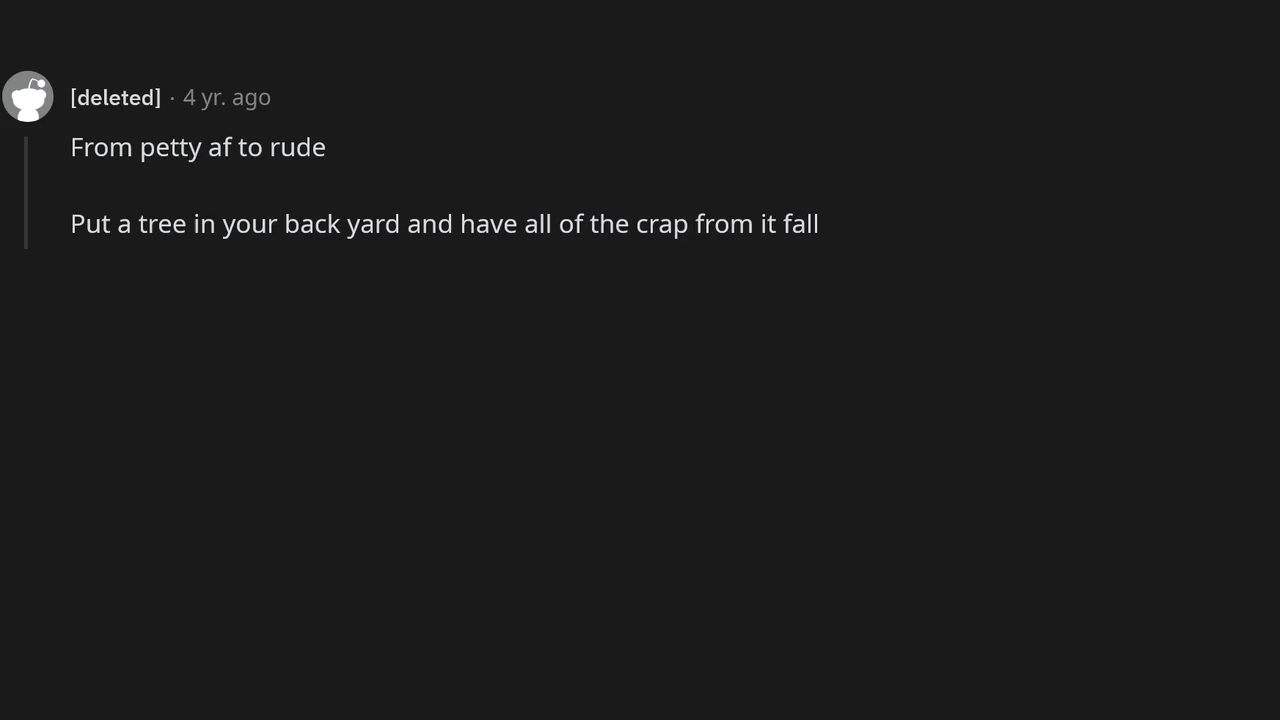 [deleted] · 4 yr. ago
From petty af to rude
Put a tree in your back yard and have all of the crap from it fall